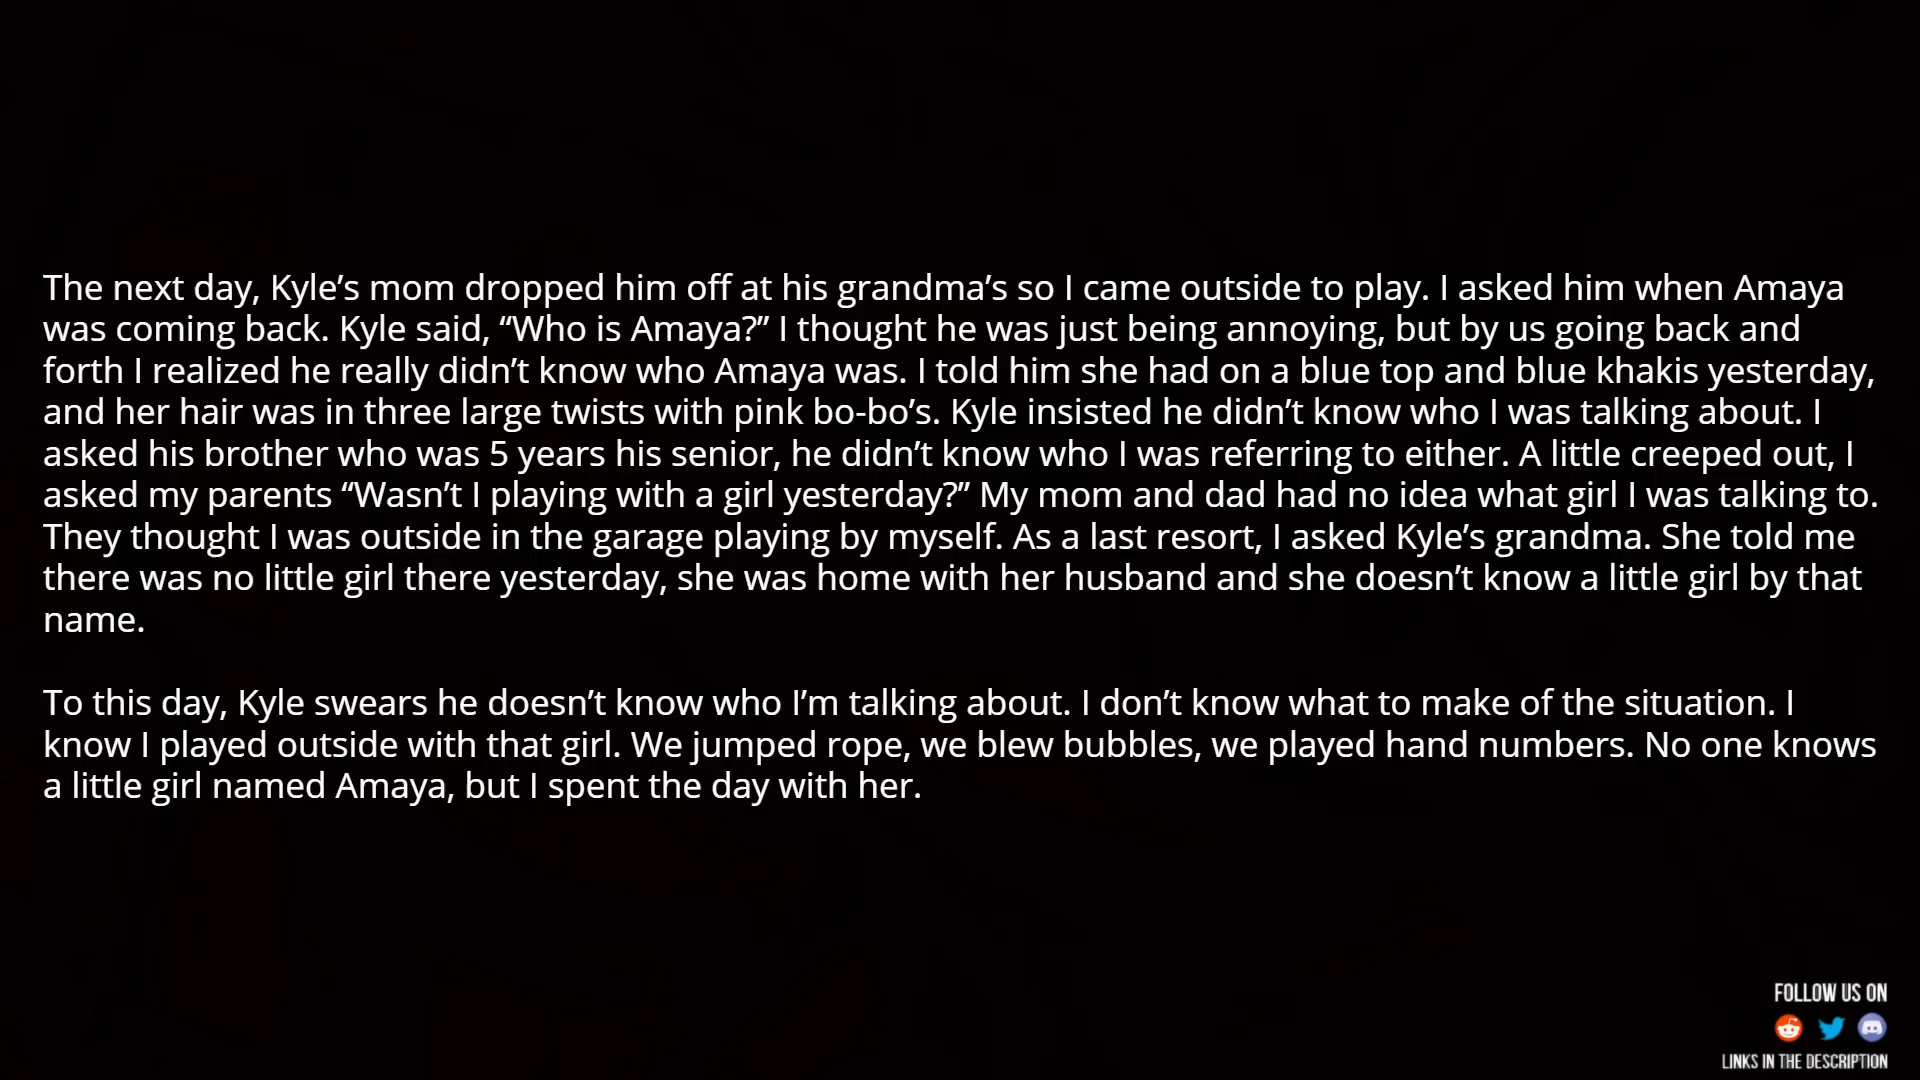 The next day, Kyle’s mom dropped him off at his grandma’s so I came outside to play. I asked him when Amaya
was coming back. Kyle said, “Who is Amaya?” I thought he was just being annoying, but by us going back and
forth I realized he really didn’t know who Amaya was. I told him she had on a blue top and blue khakis yesterday,
and her hair was in three large twists with pink bo-bo’s. Kyle insisted he didn’t know who I was talking about. I
asked his brother who was 5 years his senior, he didn’t know who I was referring to either. A little creeped out, I
asked my parents “Wasn’t I playing with a girl yesterday?” My mom and dad had no idea what girl I was talking to.
They thought I was outside in the garage playing by myself. As a last resort, I asked Kyle’s grandma. She told me
there was no little girl there yesterday, she was home with her husband and she doesn’t know a little girl by that
name.
To this day, Kyle swears he doesn’t know who I’m talking about. I don’t know what to make of the situation. I
know I played outside with that girl. We jumped rope, we blew bubbles, we played hand numbers. No one knows
a little girl named Amaya, but I spent the day with her.
FOLLOW US ON
LINKS IN THE DESCRIPTION